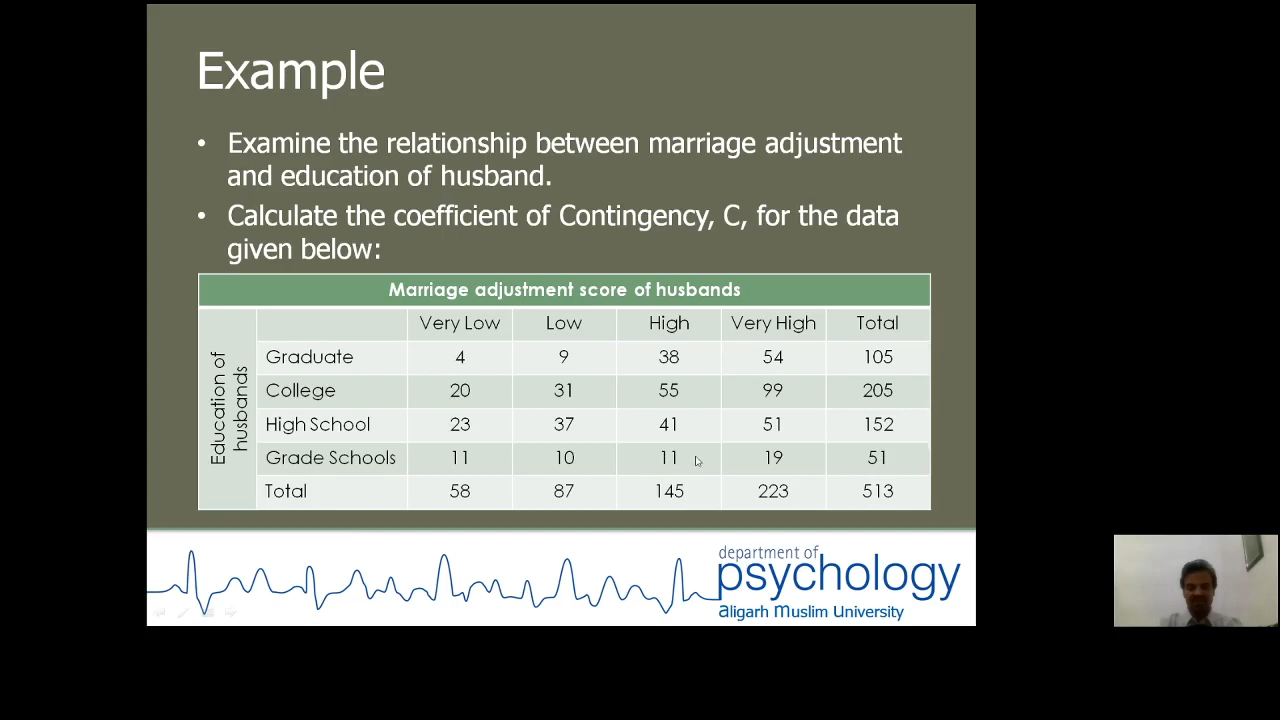 Example
• Examine the relationship between marriage adjustment
and education of husband.
• Calculate the coefficient of Contingency, C, for the data
given below:
Marriage adjustment score of husbands
Education of
husbands
Very Low Low High Very High Total
Graduate 4 9 38 54 105
College 20 31 55 99 205
High School 23 37 41 51 152
Grade Schools 11 10 11 19 51
Total 58 87 145 223 513
department of
psychology
Aligarh Muslim University